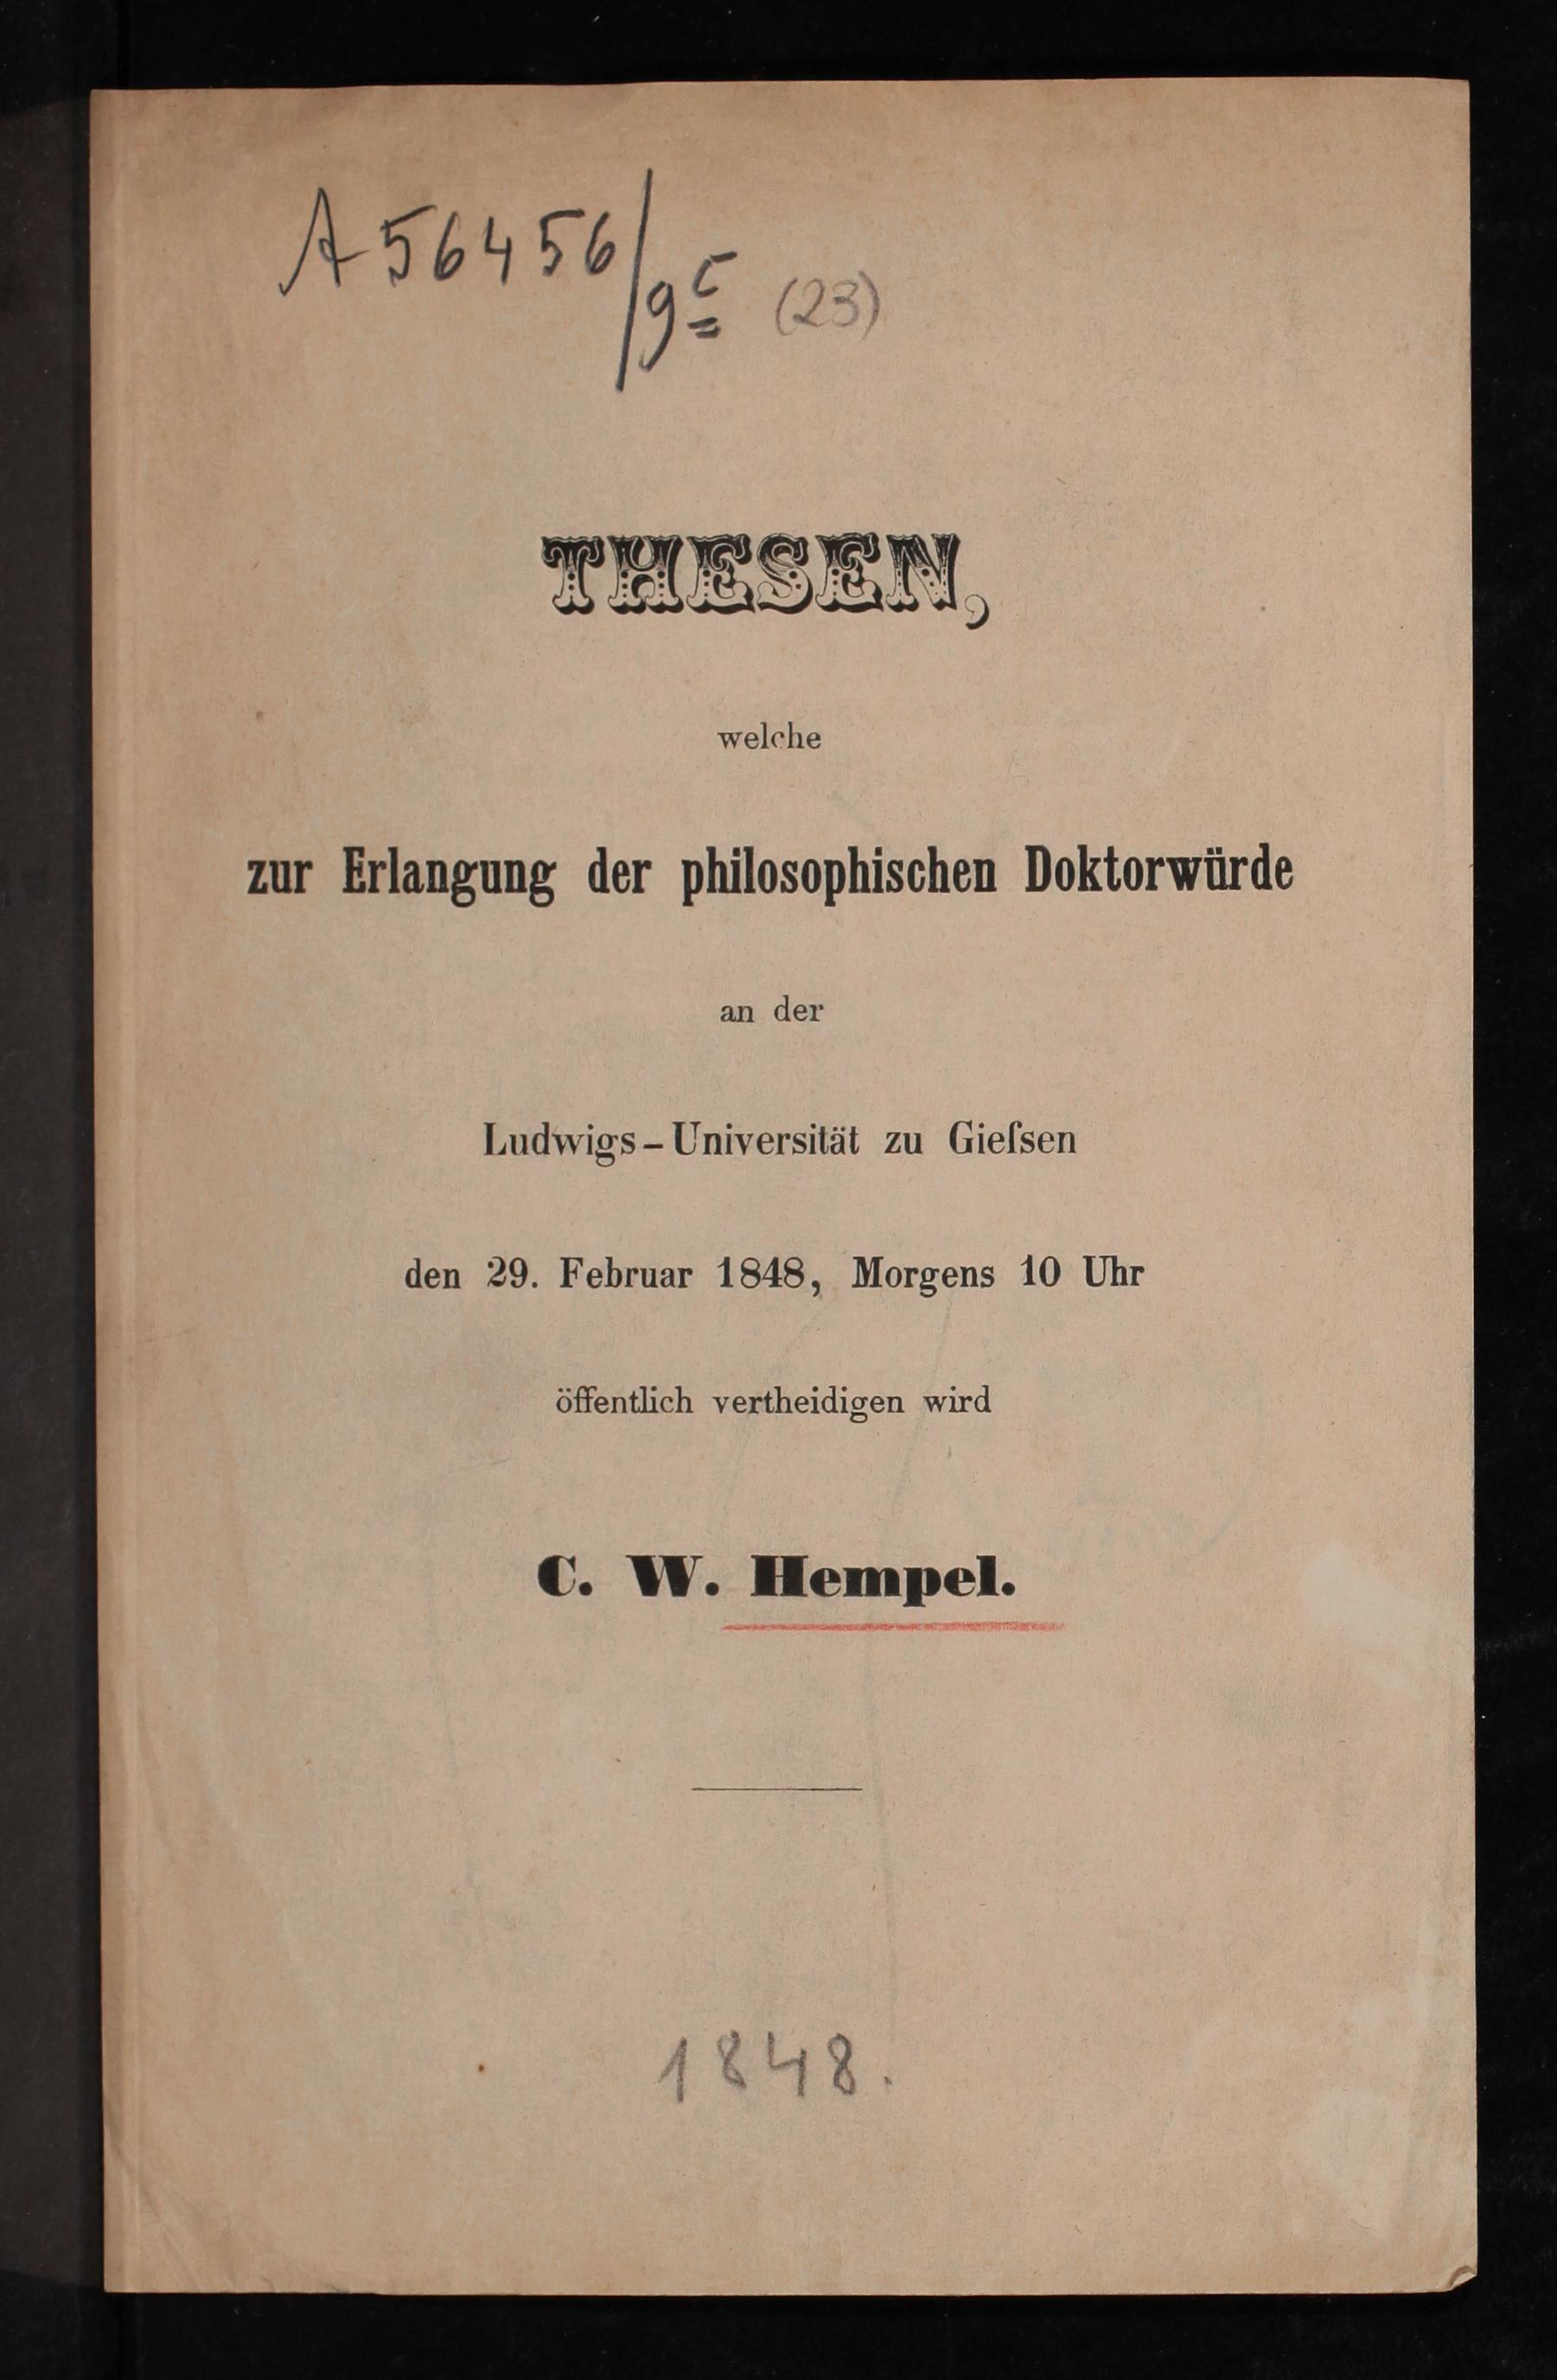 A 56456/9c (23)
THESEN,
welche
zur Erlangung der philosophischen Doktorwürde
an der
Ludwigs-Universität zu Gieſsen
den 29. Februar 1848, Morgens 10 Uhr
öffentlich vertheidigen wird
C. W. Hempel.
1848.